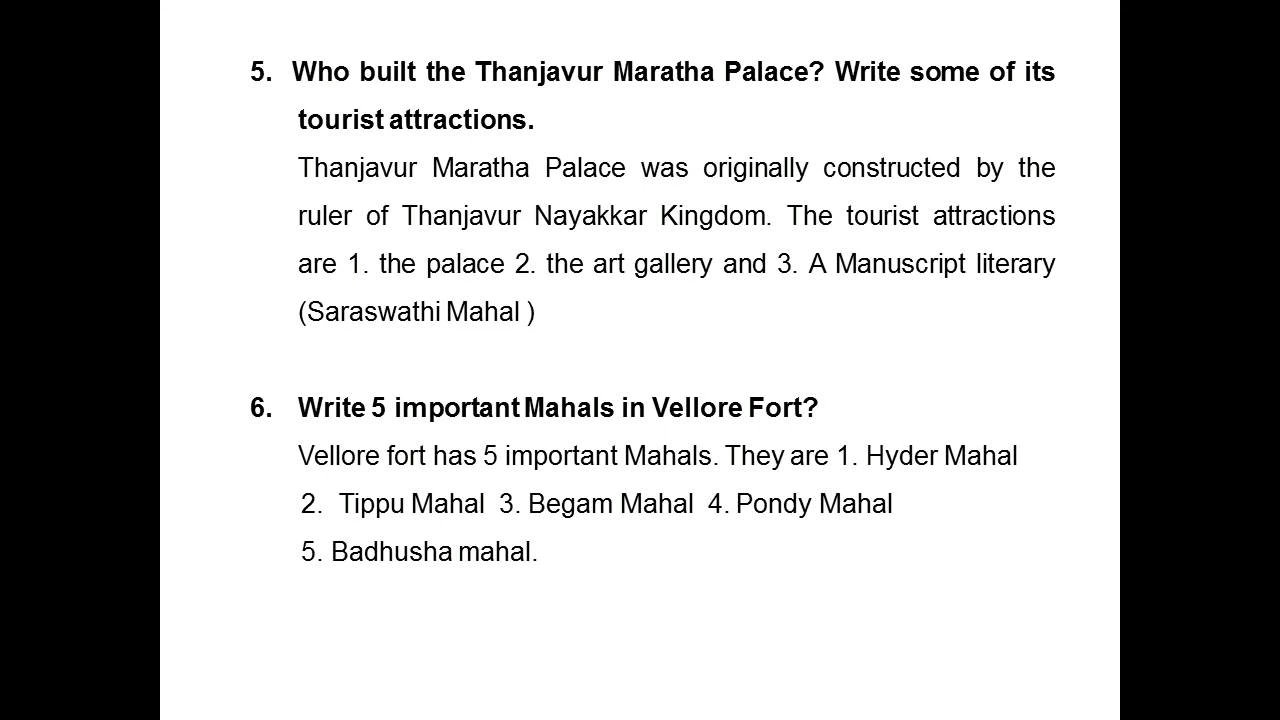 5. Who built the Thanjavur Maratha Palace? Write some of its
tourist attractions.
Thanjavur Maratha Palace was originally constructed by the
ruler of Thanjavur Nayakkar Kingdom. The tourist attractions
are 1. the palace 2. the art gallery and 3. A Manuscript literary
(Saraswathi Mahal )
6. Write 5 important Mahals in Vellore Fort?
Vellore fort has 5 important Mahals. They are 1. Hyder Mahal
2. Tippu Mahal 3. Begam Mahal 4. Pondy Mahal
5. Badhusha mahal.